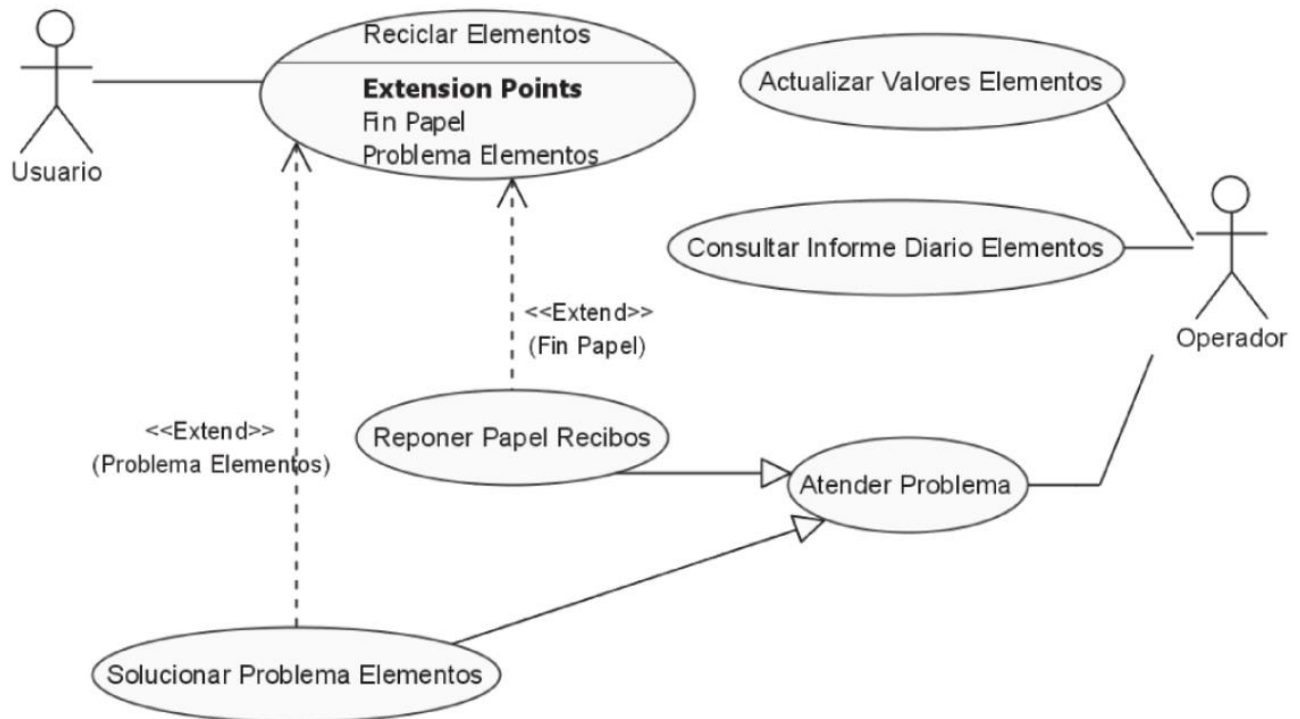 Reciclar Elementos
Extension Points
Fin Papel
Problema Elementos
Usuario
Actualizar Valores Elementos
Consultar Informe Diario Elementos
Operador
<<Extend>>
(Fin Papel)
<<Extend>>
(Problema Elementos)
Reponer Papel Recibos
Atender Problema
Solucionar Problema Elementos